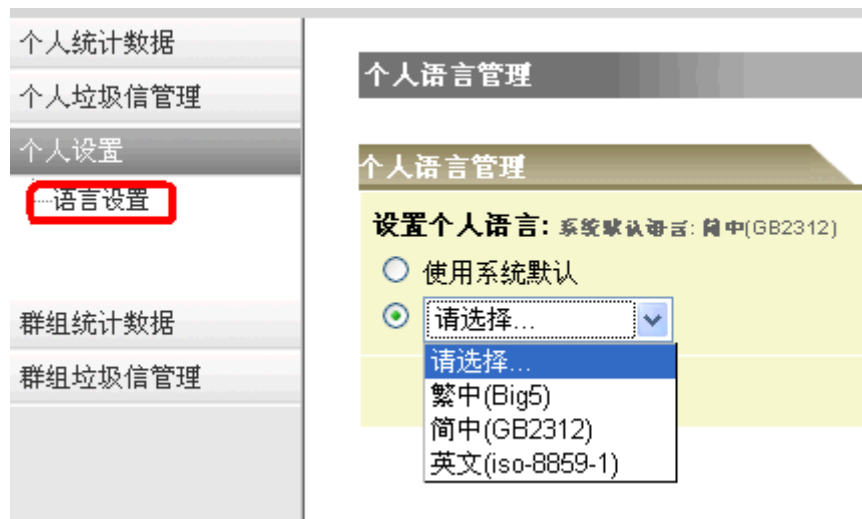 个人统计数据
个人垃圾信管理
个人设置
语言设置
群组统计数据
群组垃圾信管理
个人语言管理
个人语言管理
设置个人语言: 系统默认语言: 简中(GB2312)
使用系统默认
请选择...
请选择...
繁中(Big5)
简中(GB2312)
英文(iso-8859-1)